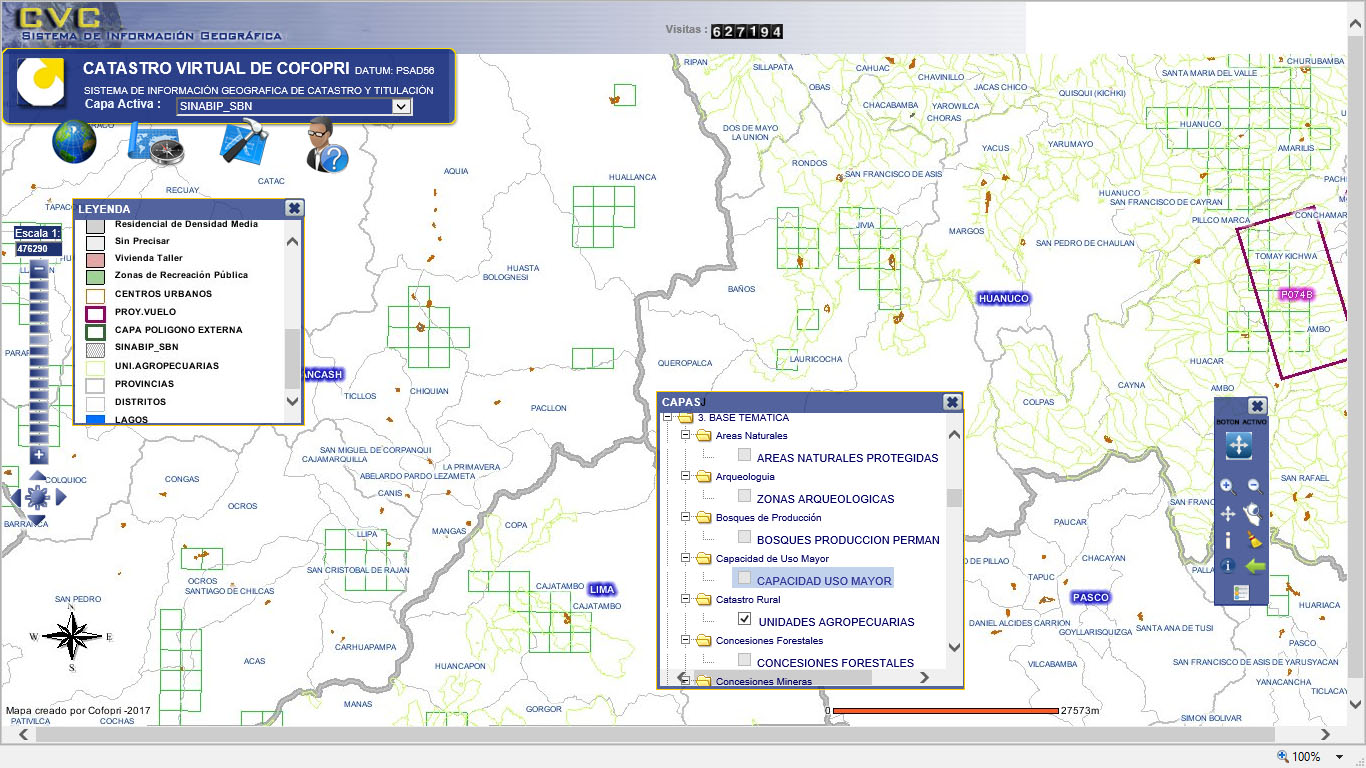 CVC
SISTEMA DE INFORMACIÓN GEOGRÁFICA
Visitas : 627194
CATASTRO VIRTUAL DE COFOPRI DATUM: PSAD56
SISTEMA DE INFORMACIÓN GEOGRAFICA DE CATASTRO Y TITULACIÓN
Capa Activa : SINABIP_SBN
RIPAN
SILLAPATA
CAHUAC
CHAVINILLO
CHURUBAMBA
SANTA MARIA DEL VALLE
OBAS
JACAS CHICO
QUISQUI (KICHKI)
CHACABAMBA
YAROWILCA
CHORAS
DOS DE MAYO
LA UNION
HUANUCO
YACUS
YARUMAYO
AMARILIS
RONDOS
SAN FRANCISCO DE ASIS
AQUIA
HUALLANCA
CATAC
RECUAY
HUANUCO
SAN FRANCISCO DE CAYRAN
PILLCO MARCA
CONCHAMAR
JIVIA
MARGOS
SAN PEDRO DE CHAULAN
TOMAY KICHWA
HUASTA
BOLOGNESI
BAÑOS
HUANUCO
P074B
AMBO
LAURICOCHA
QUEROPALCA
HUACAR
AMBO
CAYNA
COLPAS
LEYENDA
Residencial de Densidad Media
Sin Precisar
Vivienda Taller
Zonas de Recreación Pública
CENTROS URBANOS
PROY.VUELO
CAPA POLIGONO EXTERNA
SINABIP_SBN
UNI.AGROPECUARIAS
PROVINCIAS
DISTRITOS
LAGOS
Escala 1:
476290
ANCASH
TICLLOS
CHIQUIAN
PACLLON
SAN MIGUEL DE CORPANQUI
CAJAMARQUILLA
LA PRIMAVERA
ABELARDO PARDO LEZAMETA
COLQUIOC
CONGAS
CANIS
OCROS
BARRANCA
MANGAS
COPA
LLIPA
SAN CRISTOBAL DE RAJAN
OCROS
SANTIAGO DE CHILCAS
CAJATAMBO
LIMA
CAJATAMBO
SAN PEDRO
N
W
E
S
CARHUAPAMPA
ACAS
HUANCAPON
MANAS
GORGOR
COCHAS
PATIVILCA
Mapa creado por Cofopri -2017
CAPAS
3. BASE TEMATICA
Areas Naturales
AREAS NATURALES PROTEGIDAS
Arqueologuia
ZONAS ARQUEOLOGICAS
Bosques de Producción
BOSQUES PRODUCCION PERMAN
Capacidad de Uso Mayor
CAPACIDAD USO MAYOR
Catastro Rural
UNIDADES AGROPECUARIAS
Concesiones Forestales
CONCESIONES FORESTALES
Concesiones Mineras
BOTON ACTIVO
SAN RAFAEL
PAUCAR
CHACAYAN
TAPUC
PASCO
DANIEL ALCIDES CARRION
GOYLLARISQUIZGA
SANTA ANA DE TUSI
HUARIACA
PASCO
VILCABAMBA
SAN FRANCISCO DE ASIS DE YARUSYACAN
YANACANCHA
TICLACAY
SIMON BOLIVAR
0
27573m
100%